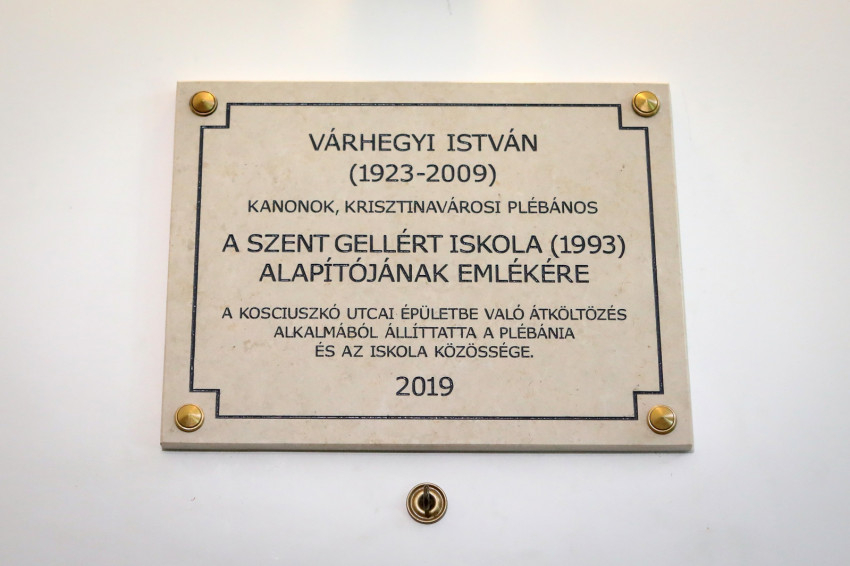 VÁRHEGYI ISTVÁN
(1923-2009)
KANONOK, KRISZTINAVÁROSI PLÉBÁNOS
A SZENT GELLÉRT ISKOLA (1993)
ALAPÍTÓJÁNAK EMLÉKÉRE
A KOSCIUSZKÓ UTCAI ÉPÜLETBE VALÓ ÁTKÖLTÖZÉS
ALKALMÁBÓL ÁLLÍTTATTA A PLÉBÁNIA
ÉS AZ ISKOLA KÖZÖSSÉGE.
2019